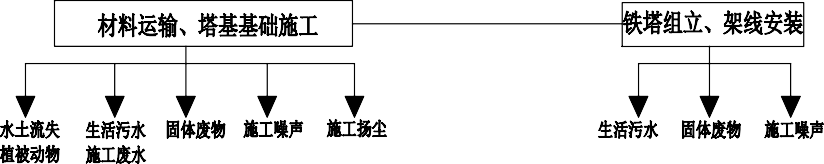 材料运输、塔基基础施工
铁塔组立、架线安装
水土流失
植被动物
生活污水
施工废水
固体废物
施工噪声
施工扬尘
生活污水
固体废物
施工噪声